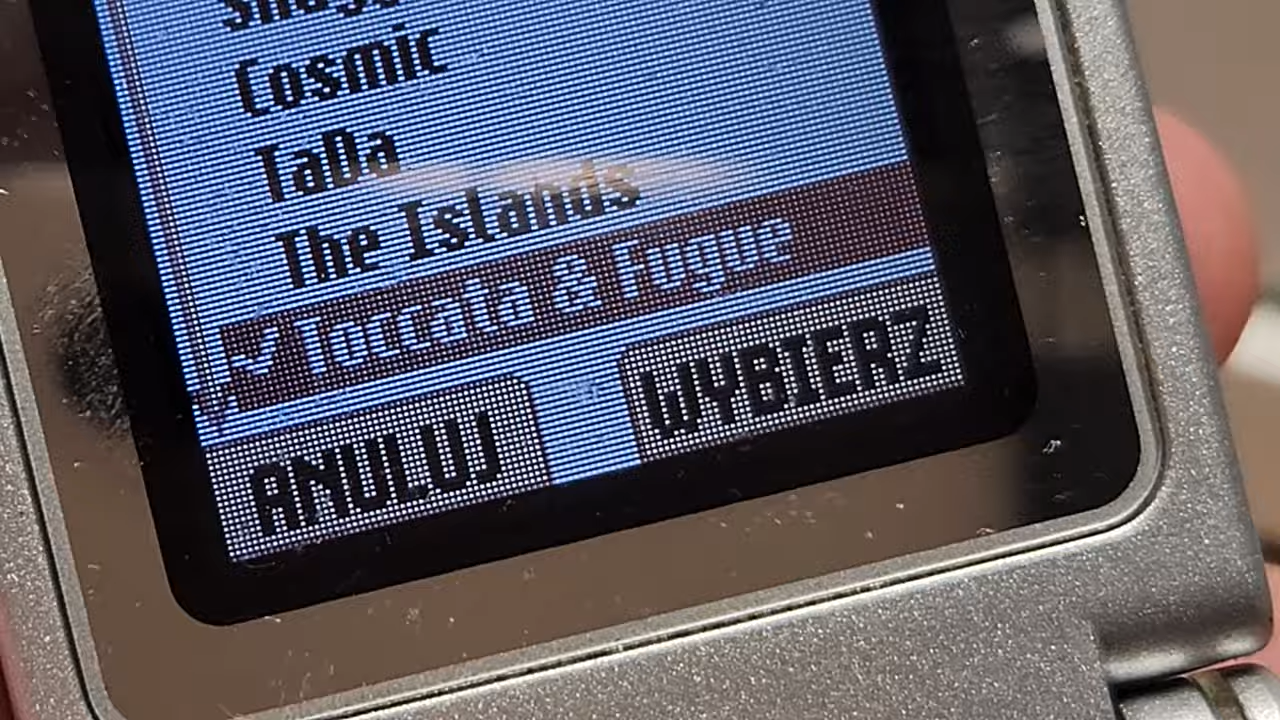 Cosmic
TaDa
The Islands
Toccata & Fugue
ANULUJ
WYBIERZ